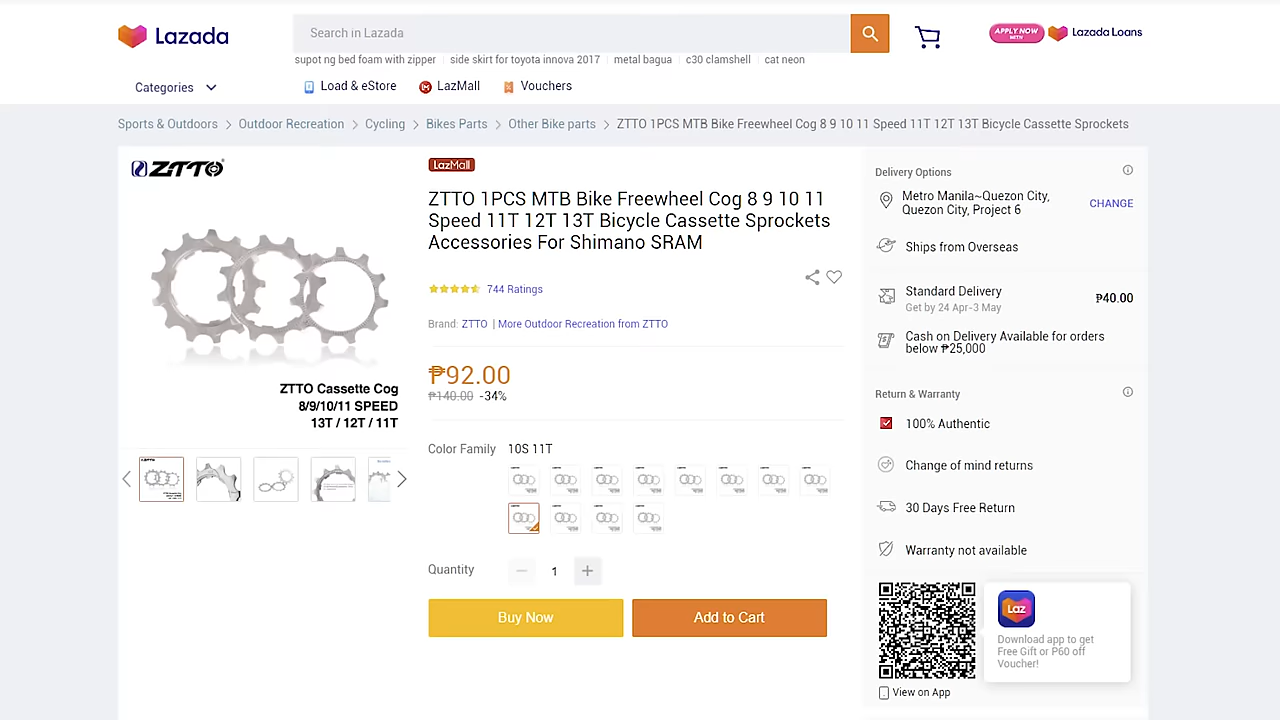 Lazada
Search in Lazada
APPLY NOW
Lazada Loans
supot ng bed foam with zipper
side skirt for toyota innova 2017
metal bagua
c30 clamshell
cat neon
Categories
Load & eStore
LazMall
Vouchers
Sports & Outdoors
Outdoor Recreation
Cycling
Bikes Parts
Other Bike parts
ZTTO 1PCS MTB Bike Freewheel Cog 8 9 10 11 Speed 11T 12T 13T Bicycle Cassette Sprockets
ZTTO
ZTTO Cassette Cog
8/9/10/11 SPEED
13T / 12T / 11T
LazMall
ZTTO 1PCS MTB Bike Freewheel Cog 8 9 10 11
Speed 11T 12T 13T Bicycle Cassette Sprockets
Accessories For Shimano SRAM
744 Ratings
Brand: ZTTO | More Outdoor Recreation from ZTTO
₱92.00
₱140.00 -34%
Color Family 10S 11T
Quantity
1
Buy Now
Add to Cart
Delivery Options
Metro Manila~Quezon City,
Quezon City, Project 6
CHANGE
Ships from Overseas
Standard Delivery
₱40.00
Get by 24 Apr-3 May
Cash on Delivery Available for orders
below ₱25,000
Return & Warranty
100% Authentic
Change of mind returns
30 Days Free Return
Warranty not available
Laz
Download app to get
Free Gift or P60 off
Voucher!
View on App